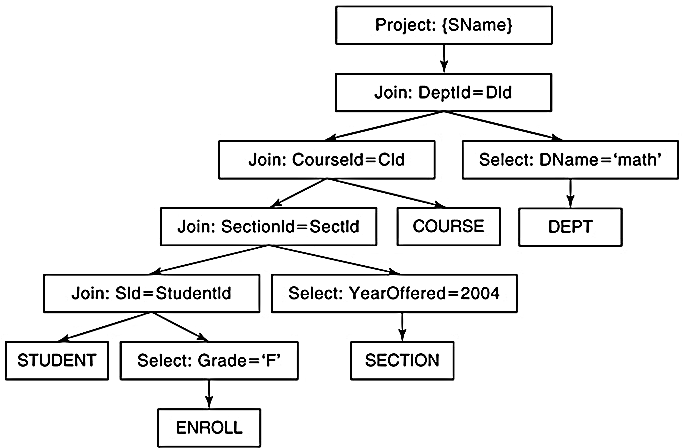 Project: {SName}
Join: DeptId=DId
Join: CourseId=CId
Select: DName=‘math’
Join: SectionId=SectId
COURSE
DEPT
Join: SId=StudentId
Select: YearOffered=2004
STUDENT
Select: Grade=‘F’
SECTION
ENROLL